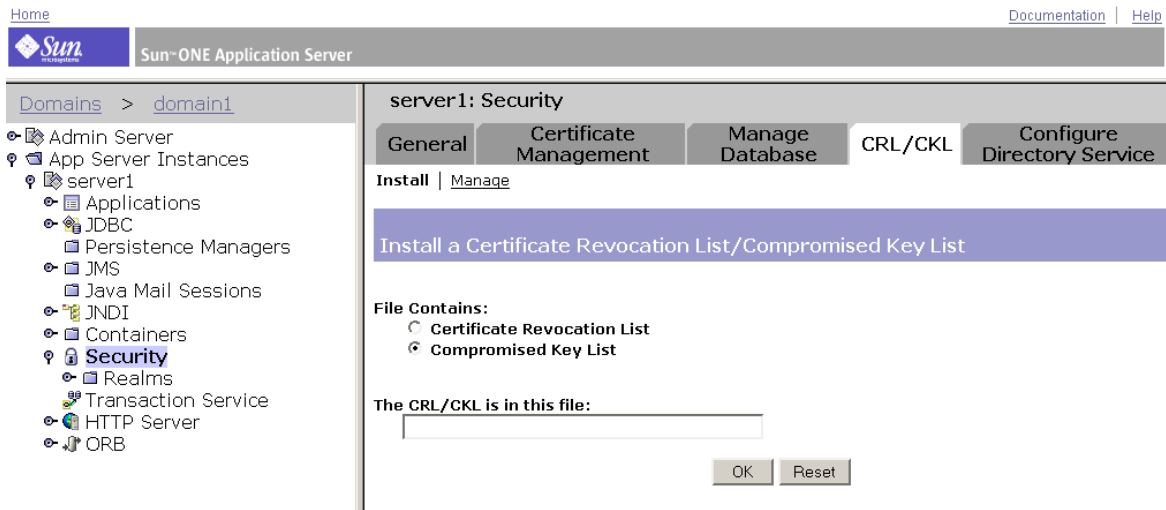 Home
Documentation | Help
Sun
microsystems
Sun™ ONE Application Server
Domains > domain1
Admin Server
App Server Instances
server1
Applications
JDBC
Persistence Managers
JMS
Java Mail Sessions
JNDI
Containers
Security
Realms
Transaction Service
HTTP Server
ORB
server1: Security
General
Certificate Management
Manage Database
CRL/CKL
Configure Directory Service
Install | Manage
Install a Certificate Revocation List/Compromised Key List
File Contains:
Certificate Revocation List
Compromised Key List
The CRL/CKL is in this file:
OK
Reset